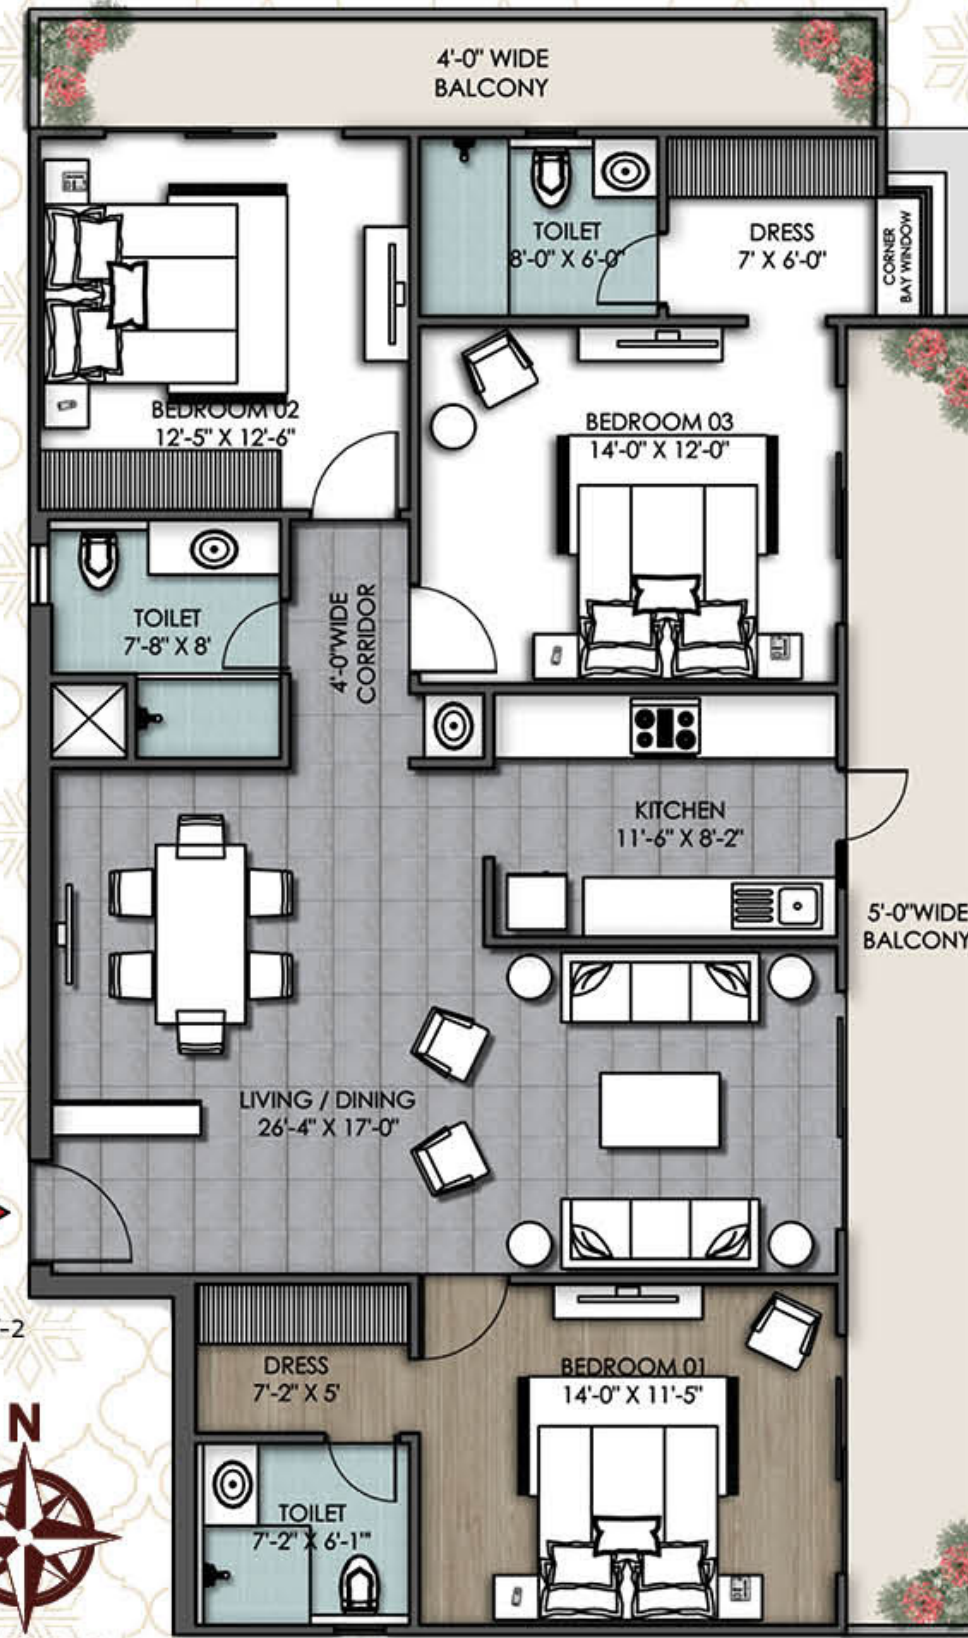 4'-0" WIDE
BALCONY
TOILET
8'-0" X 6'-0"
DRESS
7' X 6'-0"
CORNER
BAY WINDOW
BEDROOM 02
12'-5" X 12'-6"
BEDROOM 03
14'-0" X 12'-0"
TOILET
7'-8" X 8'
4'-0"WIDE
CORRIDOR
KITCHEN
11'-6" X 8'-2"
5'-0"WIDE
BALCONY
LIVING / DINING
26'-4" X 17'-0"
-2
DRESS
7'-2" X 5'
BEDROOM 01
14'-0" X 11'-5"
N
TOILET
7'-2" X 6'-1'"